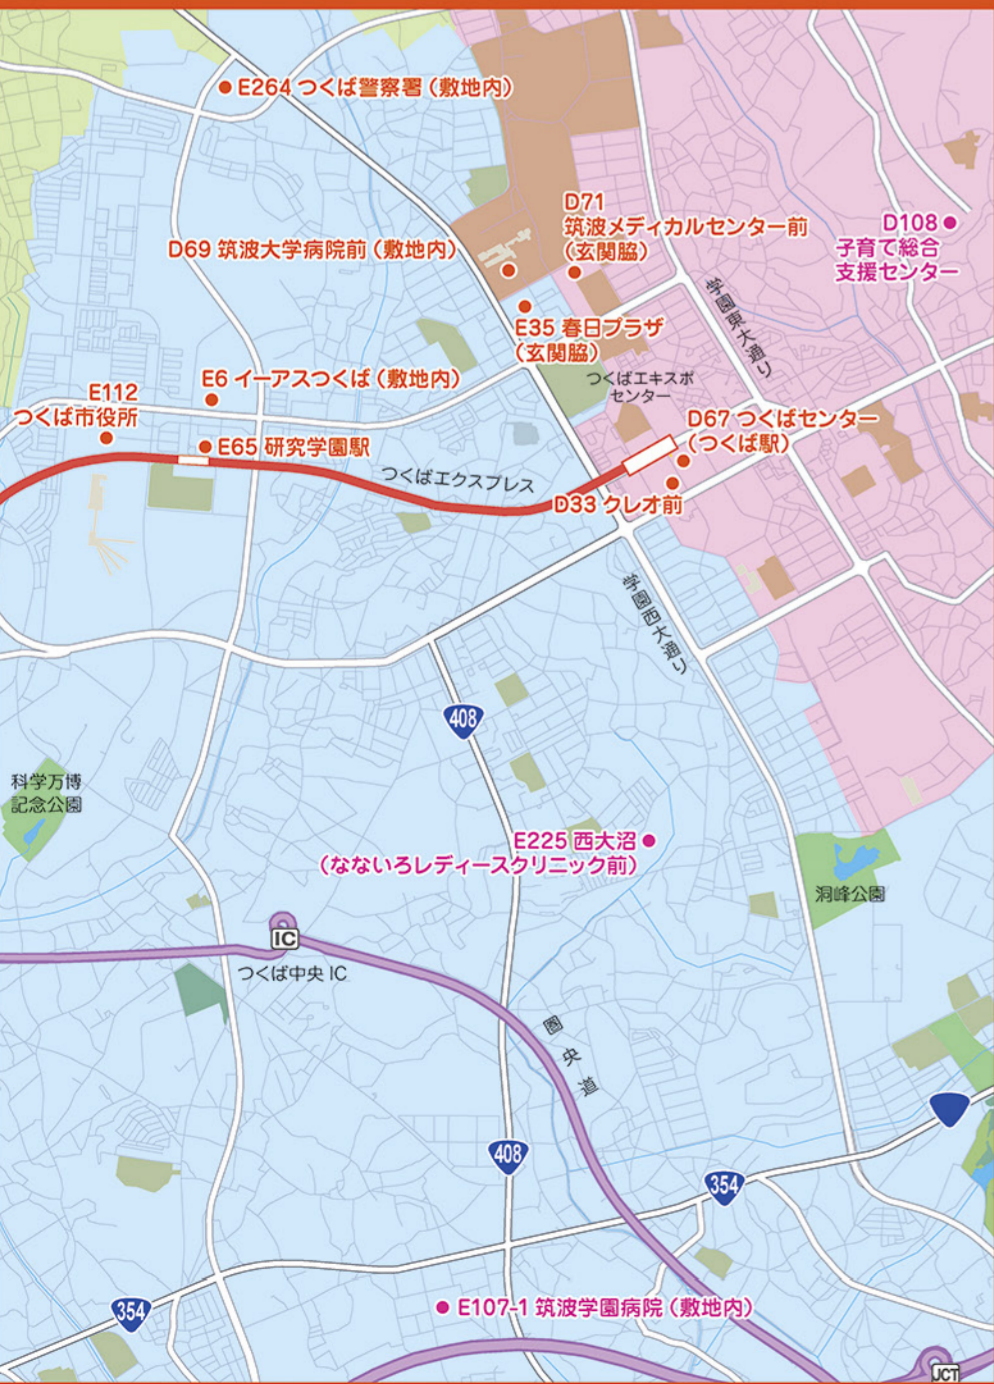 E264 つくば警察署（敷地内）
D71
筑波メディカルセンター前
（玄関脇）
D108
子育て総合
支援センター
D69 筑波大学病院前（敷地内）
学園東大通り
E35 春日プラザ
（玄関脇）
つくばエキスポ
センター
E6 イーアスつくば（敷地内）
E112
つくば市役所
D67 つくばセンター
（つくば駅）
E65 研究学園駅
つくばエクスプレス
D33 クレオ前
学園西大通り
408
科学万博
記念公園
E225 西大沼
（なないろレディースクリニック前）
洞峰公園
IC
つくば中央 IC
圏央道
408
354
354
E107-1 筑波学園病院（敷地内）
JCT